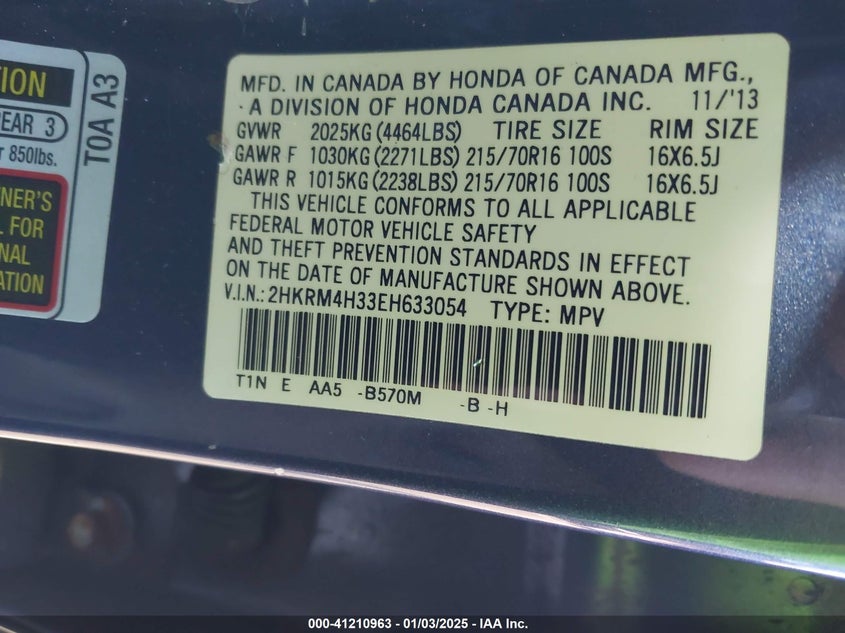 TION
REAR 3
850lbs.
T0A A3
NER'S
FOR
NAL
ATION
MFD. IN CANADA BY HONDA OF CANADA MFG.,
A DIVISION OF HONDA CANADA INC. 11/'13
GVWR 2025KG (4464LBS) TIRE SIZE RIM SIZE
GAWR F 1030KG (2271LBS) 215/70R16 100S 16X6.5J
GAWR R 1015KG (2238LBS) 215/70R16 100S 16X6.5J
THIS VEHICLE CONFORMS TO ALL APPLICABLE
FEDERAL MOTOR VEHICLE SAFETY
AND THEFT PREVENTION STANDARDS IN EFFECT
ON THE DATE OF MANUFACTURE SHOWN ABOVE.
V.I.N.: 2HKRM4H33EH633054 TYPE: MPV
T1N E AA5 -B570M -B -H
000-41210963 - 01/03/2025 - IAA Inc.